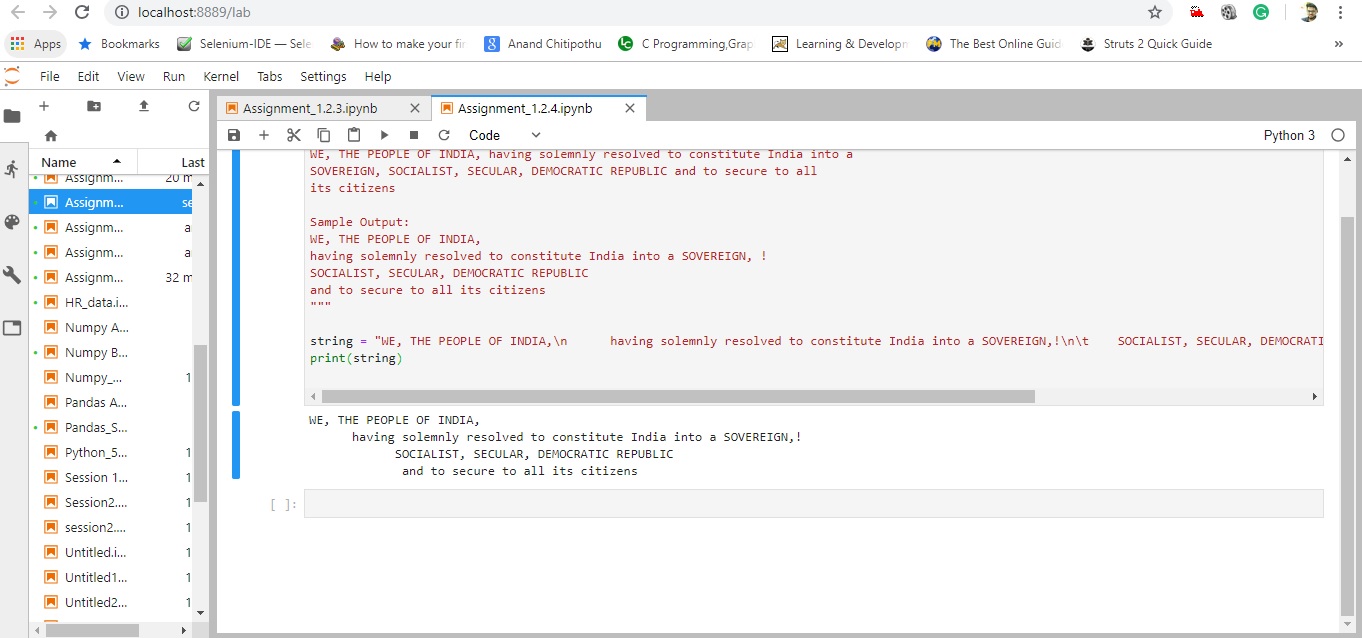 localhost:8889/lab
Apps Bookmarks Selenium-IDE — Sele How to make your fir Anand Chitipothu C Programming,Grap Learning & Developm The Best Online Guid Struts 2 Quick Guide »
File Edit View Run Kernel Tabs Settings Help
Assignment_1.2.3.ipynb Assignment_1.2.4.ipynb
Code Python 3
Name Last
Assignm... 20 m
Assignm... se
Assignm... a
Assignm... a
Assignm... 32 m
HR_data.i...
Numpy A...
Numpy B...
Numpy_... 1
Pandas A...
Pandas_S...
Python_5... 1
Session 1... 1
Session2.... 1
session2.... 1
Untitled.i... 1
Untitled1... 1
Untitled2... 1
WE, THE PEOPLE OF INDIA, having solemnly resolved to constitute India into a
SOVEREIGN, SOCIALIST, SECULAR, DEMOCRATIC REPUBLIC and to secure to all
its citizens
Sample Output:
WE, THE PEOPLE OF INDIA,
having solemnly resolved to constitute India into a SOVEREIGN, !
SOCIALIST, SECULAR, DEMOCRATIC REPUBLIC
and to secure to all its citizens
"""
string = "WE, THE PEOPLE OF INDIA,\n      having solemnly resolved to constitute India into a SOVEREIGN,!\n\t    SOCIALIST, SECULAR, DEMOCRATI
print(string)
WE, THE PEOPLE OF INDIA,
      having solemnly resolved to constitute India into a SOVEREIGN,!
            SOCIALIST, SECULAR, DEMOCRATIC REPUBLIC
             and to secure to all its citizens
[ ]: